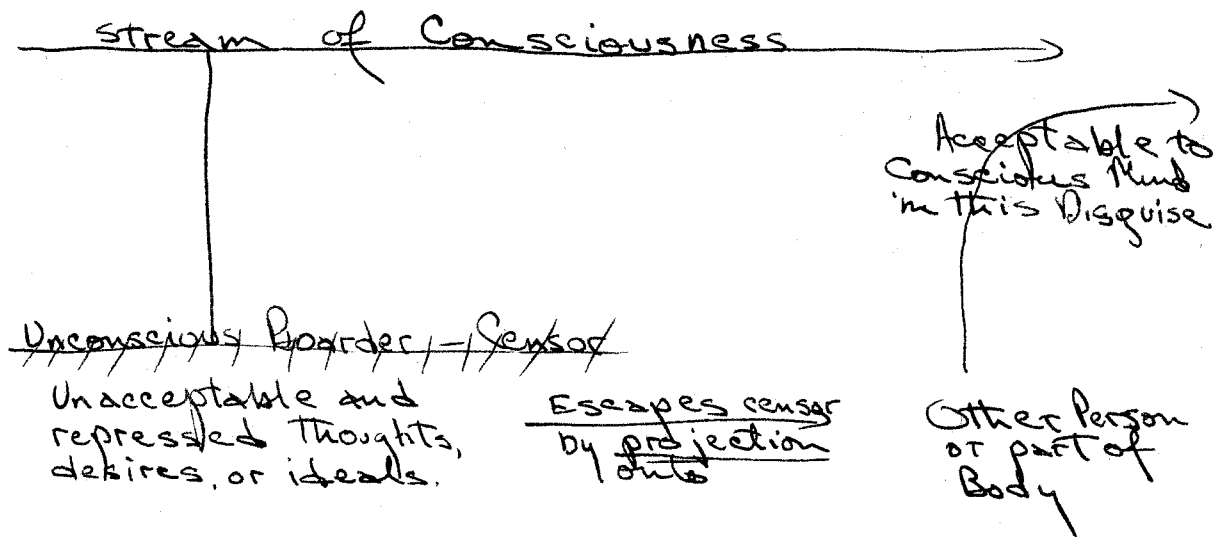 Stream of Consciousness
Acceptable to
Conscious Mind
in this Disguise
Unconscious Boarder - Censor
Unacceptable and
repressed Thoughts,
desires, or ideals.
Escapes censor
by projection
onto
Other Person
or part of
Body